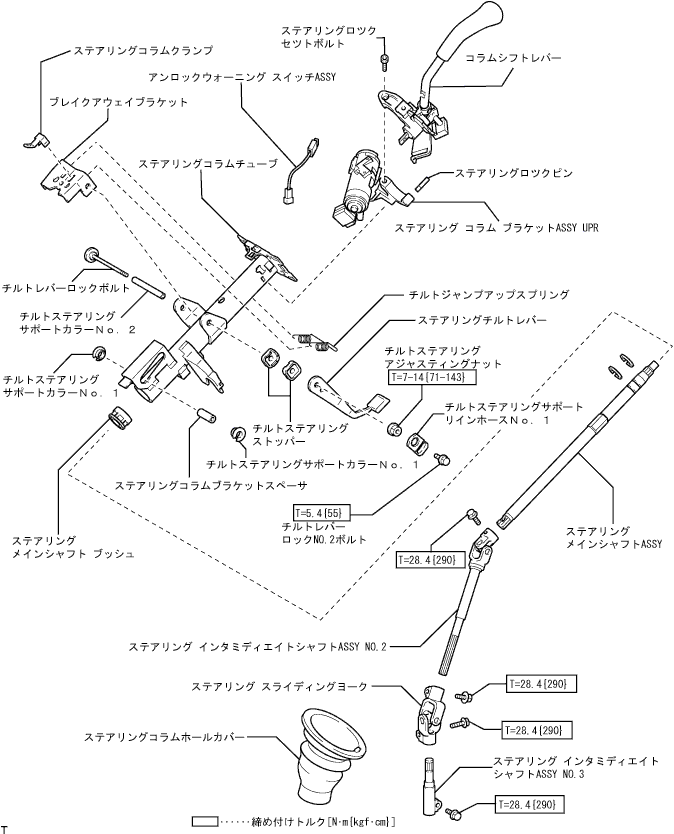 ステアリングロツク
セツトボルト
ステアリングコラムクランプ
コラムシフトレバー
アンロックウォーニング スイッチASSY
ブレイクアウェイブラケット
ステアリングコラムチューブ
ステアリングロツクピン
ステアリング コラム ブラケットASSY UPR
チルトレバーロックボルト
チルトジャンプアップスプリング
チルトステアリング
サポートカラーNo. 2
ステアリングチルトレバー
チルトステアリング
アジャスティングナット
T=7-14{71-143}
チルトステアリング
サポートカラーNo. 1
チルトステアリングサポート
リインホースNo. 1
チルトステアリング
ストッパー
チルトステアリングサポートカラーNo. 1
ステアリングコラムブラケットスペーサ
T=5.4{55}
チルトレバー
ロックNO.2ボルト
ステアリング
メインシャフト ブッシュ
ステアリング
メインシャフトASSY
T=28.4{290}
ステアリング インタミディエイトシャフトASSY NO.2
ステアリング スライディングヨーク
T=28.4{290}
T=28.4{290}
ステアリングコラムホールカバー
ステアリング インタミディエイト
シャフトASSY NO.3
T=28.4{290}
······締め付けトルク[N·m{kgf·cm}]
T